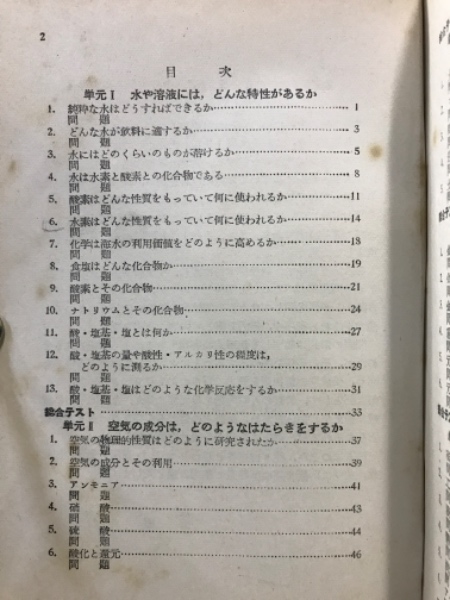 2
目 次
単元Ⅰ 水や溶液には，どんな特性があるか
1. 純粋な水はどうすればできるか 1
問 題
2. どんな水が飲料に適するか 3
問 題
3. 水にはどのくらいのものが溶けるか 5
問 題
4. 水は水素と酸素との化合物である 8
問 題
5. 酸素はどんな性質をもっていて何に使われるか 11
問 題
6. 水素はどんな性質をもっていて何に使われるか 14
問 題
7. 化学は海水の利用価値をどのように高めるか 18
問 題
8. 食塩はどんな化合物か 19
問 題
9. 酸素とその化合物 21
問 題
10. ナトリウムとその化合物 24
問 題
11. 酸・塩基・塩とは何か 27
問 題
12. 酸・塩基の量や酸性・アルカリ性の程度は，
どのように測るか 29
問 題
13. 酸・塩基・塩はどのような化学反応をするか 31
問 題
総合テスト 33
単元Ⅱ 空気の成分は，どのようなはたらきをするか
1. 空気の物理的性質はどのように研究されたか 37
問 題
2. 空気の成分とその利用 39
問 題
3. アンモニア 41
問 題
4. 硝 酸 43
問 題
5. 硫 酸 44
問 題
6. 酸化と還元 46
問 題